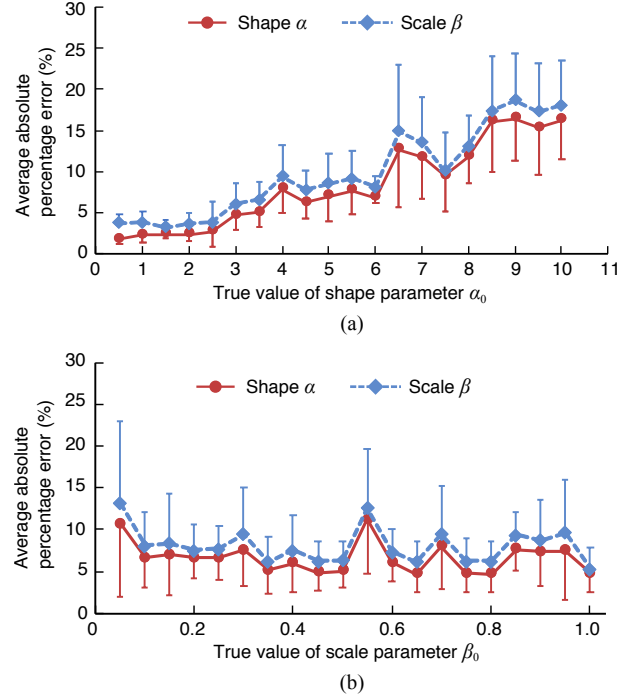 30
Shape α Scale β
25
20
15
10
5
0
Average absolute
percentage error (%)
0 1 2 3 4 5 6 7 8 9 10 11
True value of shape parameter α₀
(a)
30
Shape α Scale β
25
20
15
10
5
0
Average absolute
percentage error (%)
0 0.2 0.4 0.6 0.8 1.0
True value of scale parameter β₀
(b)